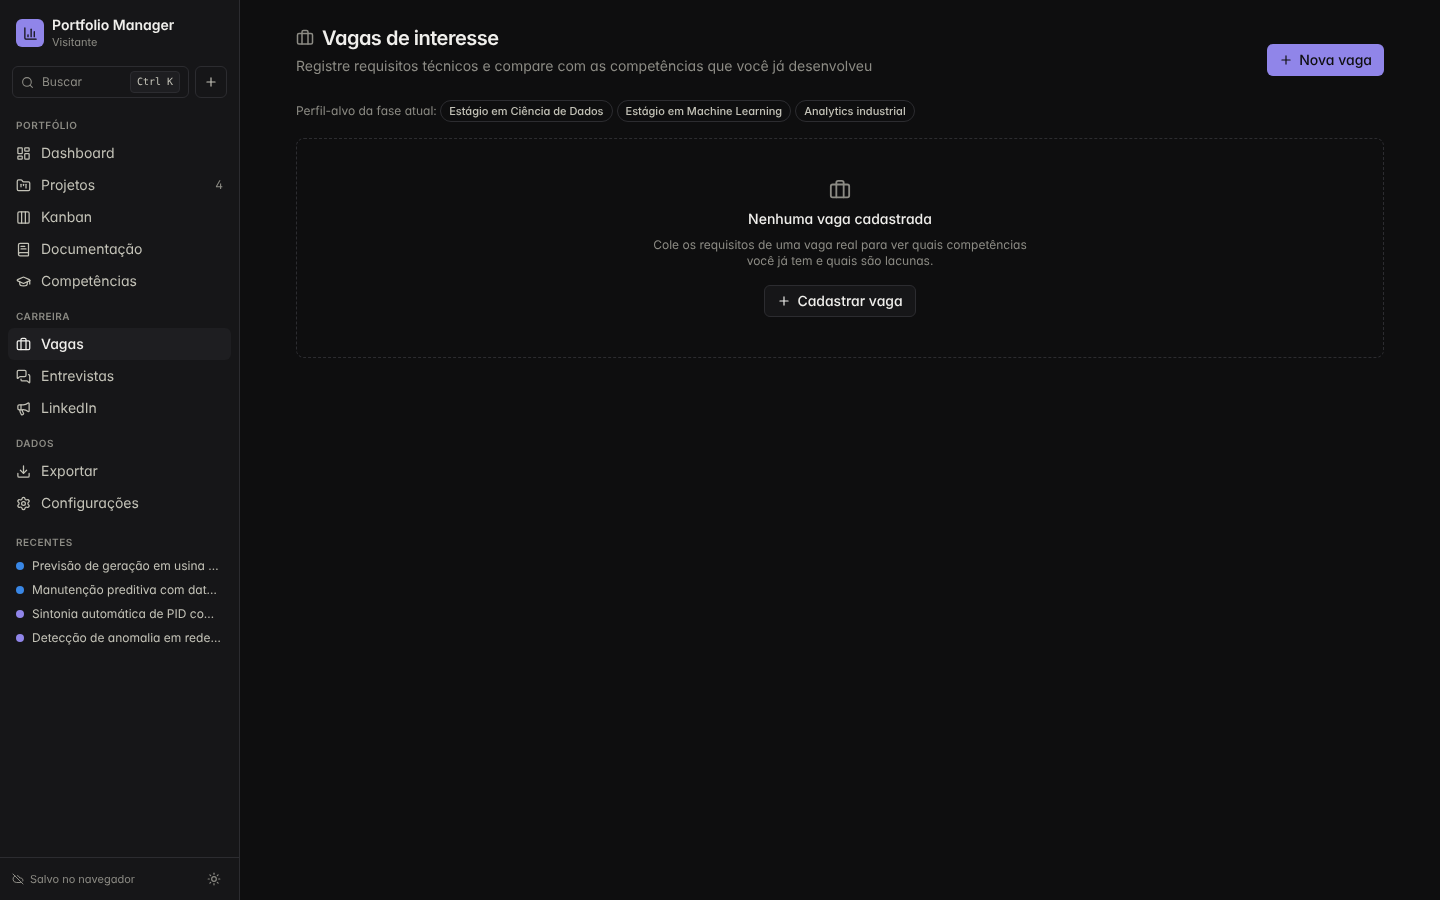 Portfolio Manager
Visitante
Buscar Ctrl K
PORTFÓLIO
Dashboard
Projetos 4
Kanban
Documentação
Competências
CARREIRA
Vagas
Entrevistas
LinkedIn
DADOS
Exportar
Configurações
RECENTES
Previsão de geração em usina ...
Manutenção preditiva com dat...
Sintonia automática de PID co...
Detecção de anomalia em rede...
Salvo no navegador
Vagas de interesse
Registre requisitos técnicos e compare com as competências que você já desenvolveu
Nova vaga
Perfil-alvo da fase atual: Estágio em Ciência de Dados Estágio em Machine Learning Analytics industrial
Nenhuma vaga cadastrada
Cole os requisitos de uma vaga real para ver quais competências
você já tem e quais são lacunas.
Cadastrar vaga